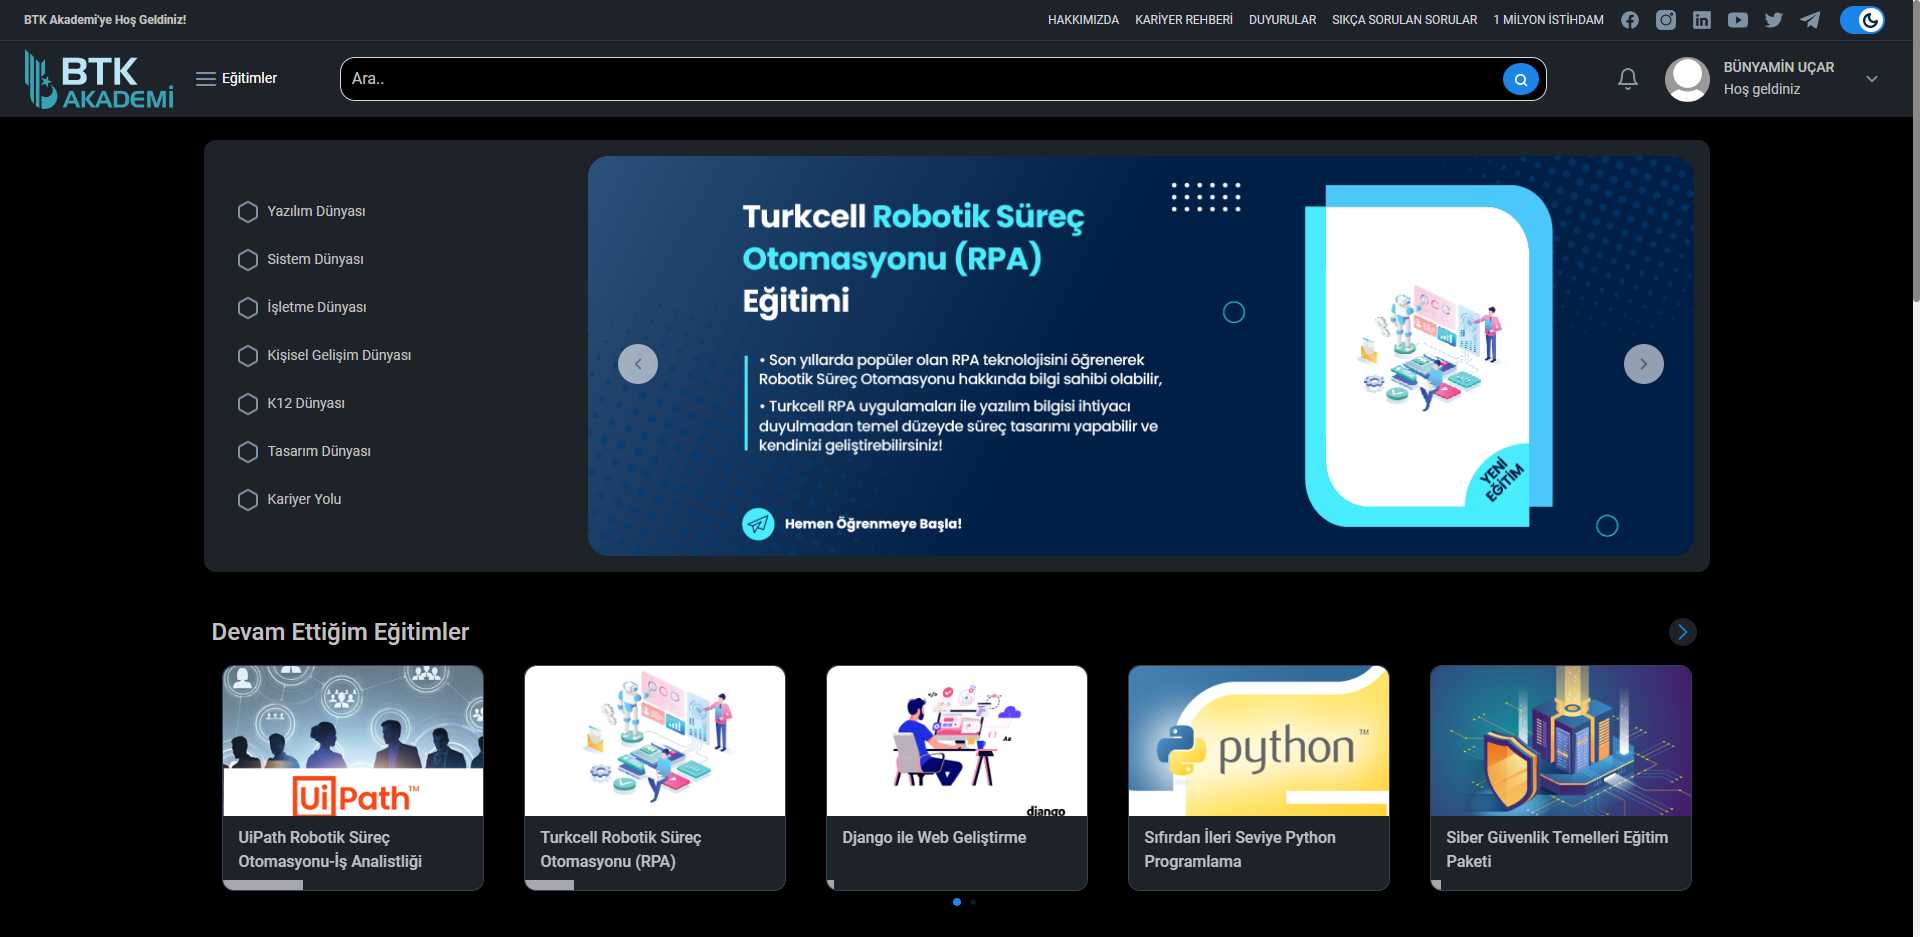 BTK Akademi'ye Hoş Geldiniz!
HAKKIMIZDA
KARİYER REHBERİ
DUYURULAR
SIKÇA SORULAN SORULAR
1 MİLYON İSTİHDAM
BTK
AKADEMİ
Eğitimler
Ara..
BÜNYAMİN UÇAR
Hoş geldiniz
Yazılım Dünyası
Sistem Dünyası
İşletme Dünyası
Kişisel Gelişim Dünyası
K12 Dünyası
Tasarım Dünyası
Kariyer Yolu
Turkcell Robotik Süreç
Otomasyonu (RPA)
Eğitimi
• Son yıllarda popüler olan RPA teknolojisini öğrenerek
Robotik Süreç Otomasyonu hakkında bilgi sahibi olabilir,
• Turkcell RPA uygulamaları ile yazılım bilgisi ihtiyacı
duyulmadan temel düzeyde süreç tasarımı yapabilir ve
kendinizi geliştirebilirsiniz!
Hemen Öğrenmeye Başla!
YENİ
EĞİTİM
Devam Ettiğim Eğitimler
UiPath™
UiPath Robotik Süreç
Otomasyonu-İş Analistliği
Turkcell Robotik Süreç
Otomasyonu (RPA)
django
Django ile Web Geliştirme
python™
Sıfırdan İleri Seviye Python
Programlama
Siber Güvenlik Temelleri Eğitim
Paketi